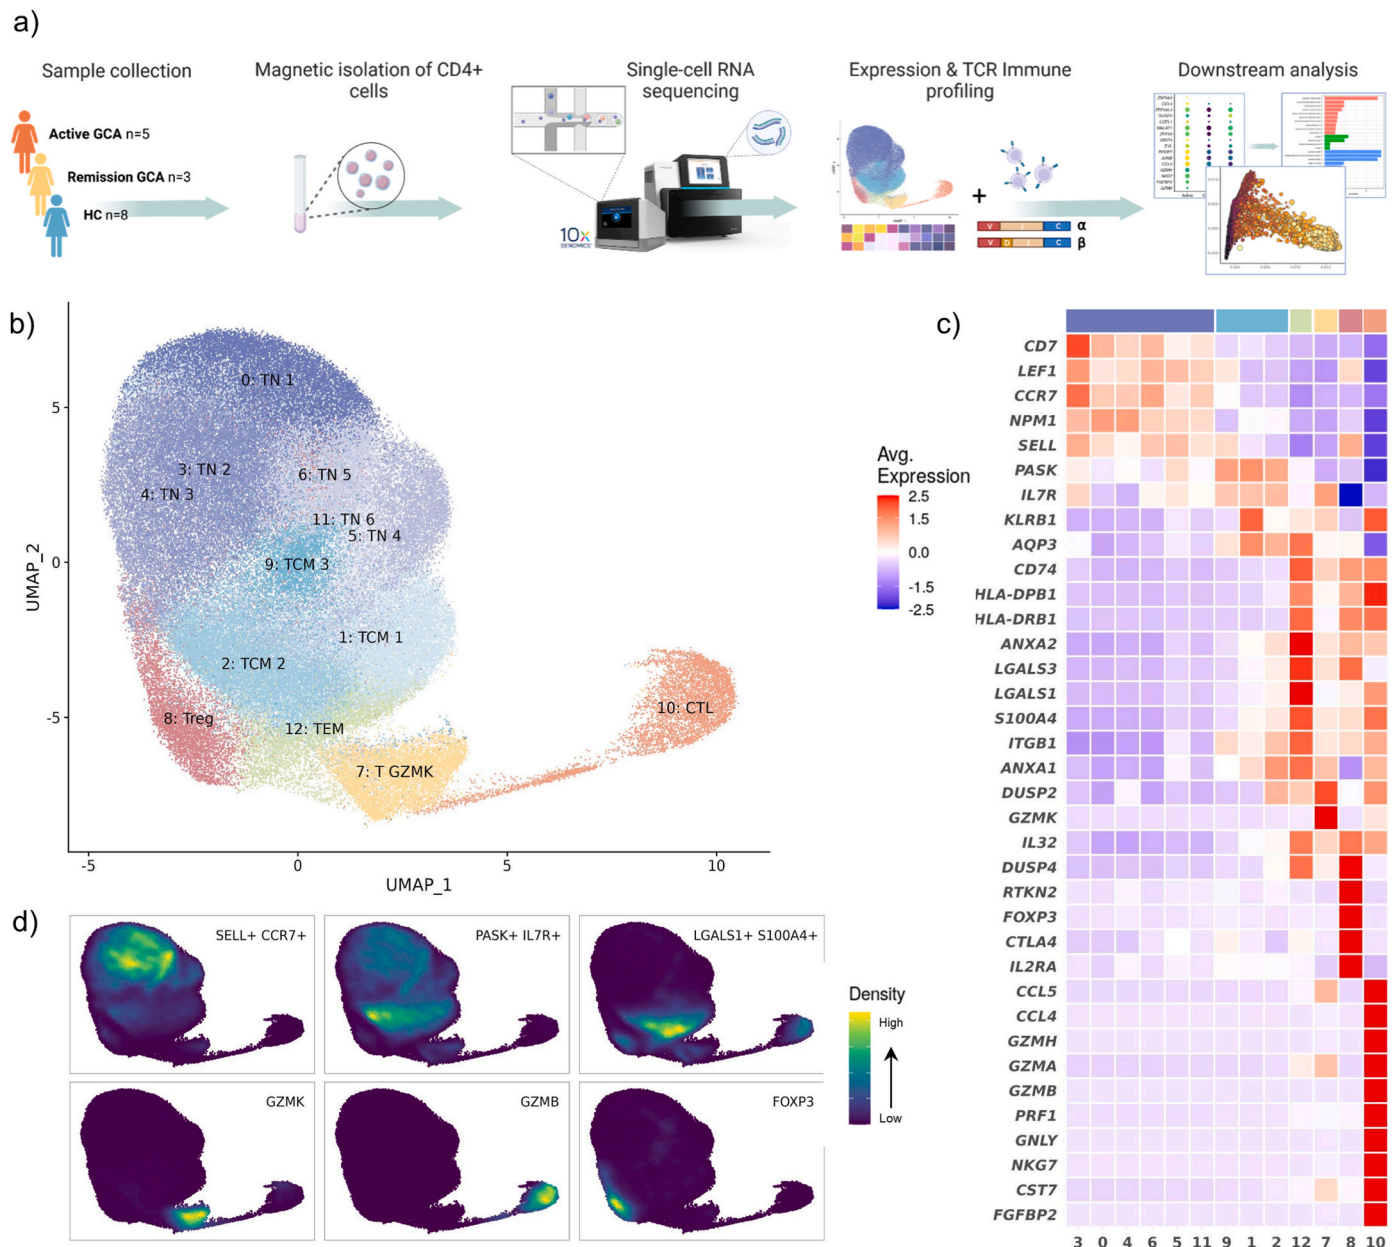 a)
Sample collection
Magnetic isolation of CD4+
cells
Single-cell RNA
sequencing
Expression & TCR Immune
profiling
Downstream analysis
Active GCA n=5
Remission GCA n=3
HC n=8
10X
GENOMICS
+
V J C α
V D J C β
b)
UMAP_2
5
0
-5
0: TN 1
3: TN 2
4: TN 3
6: TN 5
11: TN 6
5: TN 4
9: TCM 3
1: TCM 1
2: TCM 2
8: Treg
12: TEM
7: T GZMK
10: CTL
-5 0 5 10
UMAP_1
c)
Avg.
Expression
2.5
1.5
0.0
-1.5
-2.5
CD7
LEF1
CCR7
NPM1
SELL
PASK
IL7R
KLRB1
AQP3
CD74
HLA-DPB1
HLA-DRB1
ANXA2
LGALS3
LGALS1
S100A4
ITGB1
ANXA1
DUSP2
GZMK
IL32
DUSP4
RTKN2
FOXP3
CTLA4
IL2RA
CCL5
CCL4
GZMH
GZMA
GZMB
PRF1
GNLY
NKG7
CST7
FGFBP2
3 0 4 6 5 11 9 1 2 12 7 8 10
d)
SELL+ CCR7+
PASK+ IL7R+
LGALS1+ S100A4+
GZMK
GZMB
FOXP3
Density
High
Low